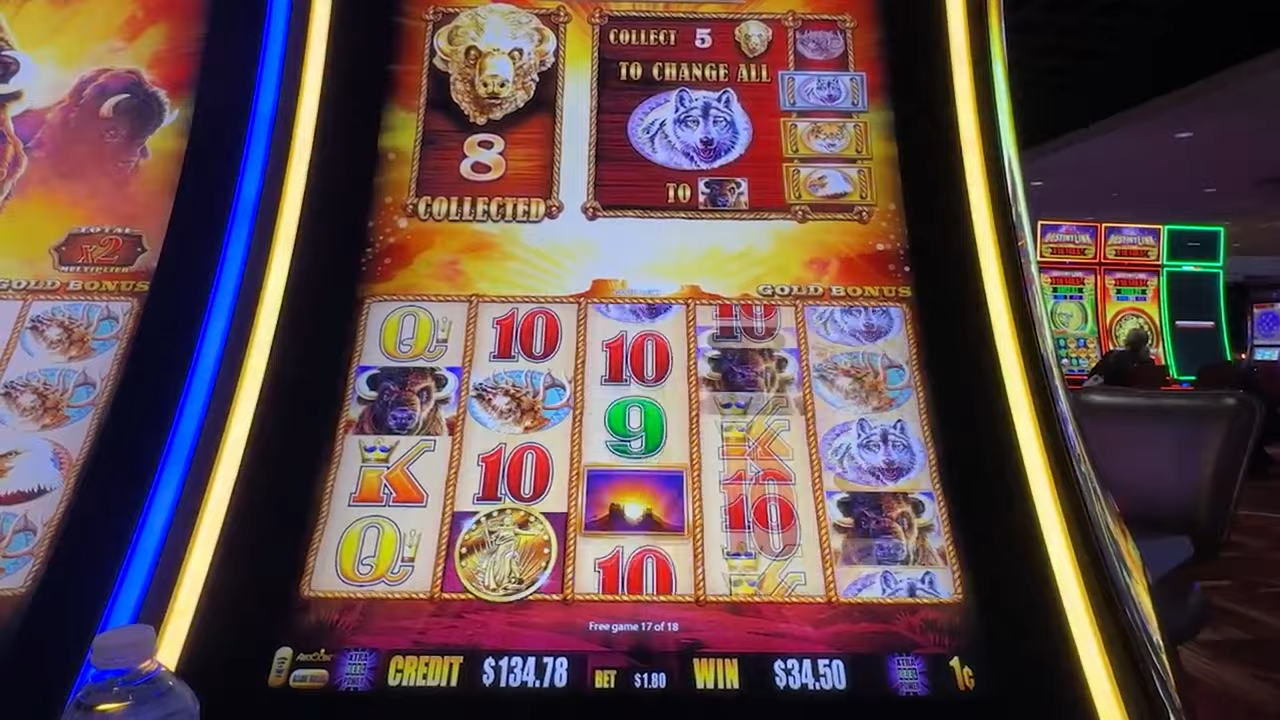 COLLECT 5
TO CHANGE ALL
TO
8
COLLECTED
TOTAL
x2
MULTIPLIER
GOLD BONUS
GOLD BONUS
Q
10
10
10
9
K
K
10
10
Q
10
Free game 17 of 18
CREDIT $134.78 BET $1.80 WIN $34.50 1¢